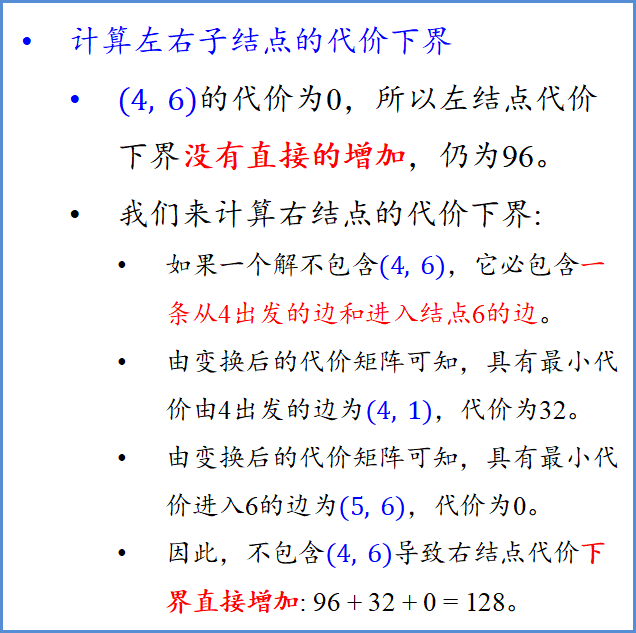 • 计算左右子结点的代价下界
• (4, 6)的代价为0，所以左结点代价
下界没有直接的增加，仍为96。
• 我们来计算右结点的代价下界:
• 如果一个解不包含(4, 6)，它必包含一
条从4出发的边和进入结点6的边。
• 由变换后的代价矩阵可知，具有最小代
价由4出发的边为(4, 1)，代价为32。
• 由变换后的代价矩阵可知，具有最小代
价进入6的边为(5, 6)，代价为0。
• 因此，不包含(4, 6)导致右结点代价下
界直接增加: 96 + 32 + 0 = 128。